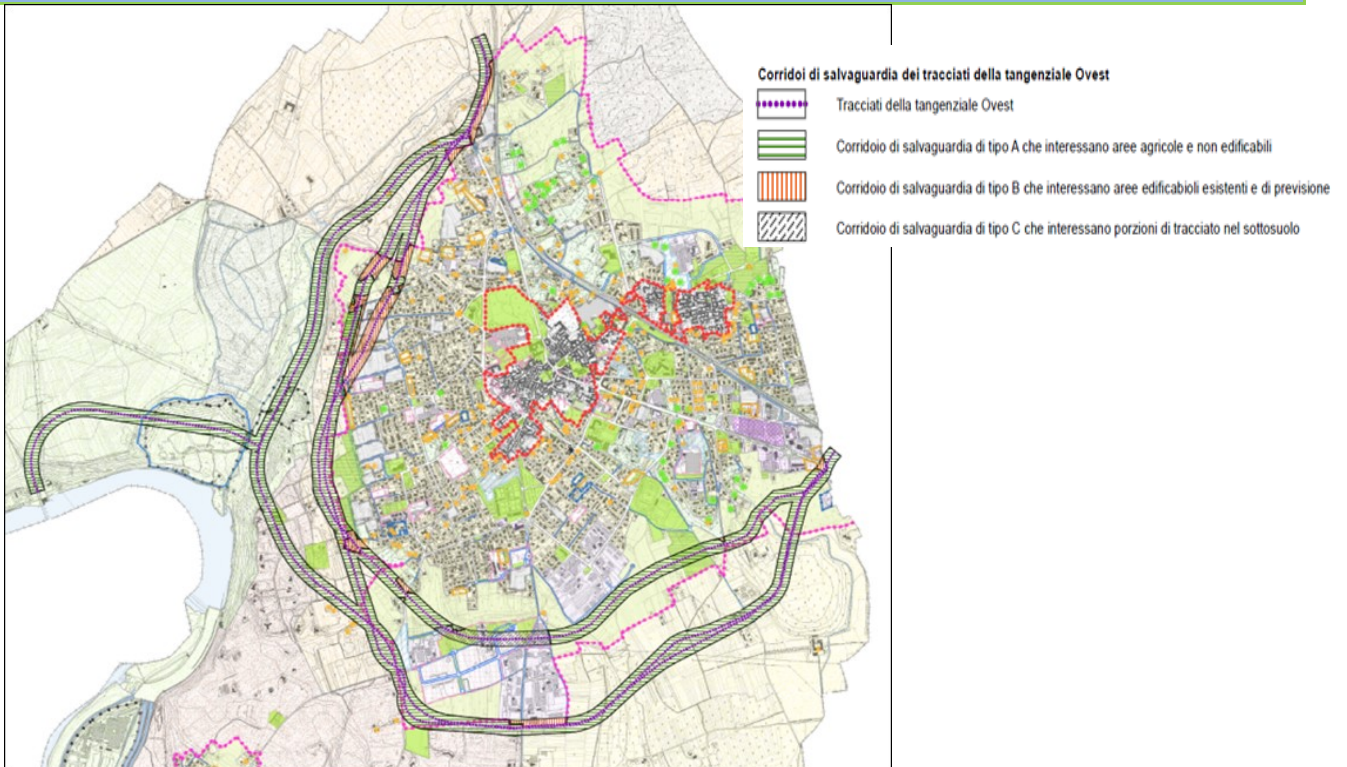 Corridoi di salvaguardia dei tracciati della tangenziale Ovest
Tracciati della tangenziale Ovest
Corridoio di salvaguardia di tipo A che interessano aree agricole e non edificabili
Corridoio di salvaguardia di tipo B che interessano aree edificabioli esistenti e di previsione
Corridoio di salvaguardia di tipo C che interessano porzioni di tracciato nel sottosuolo